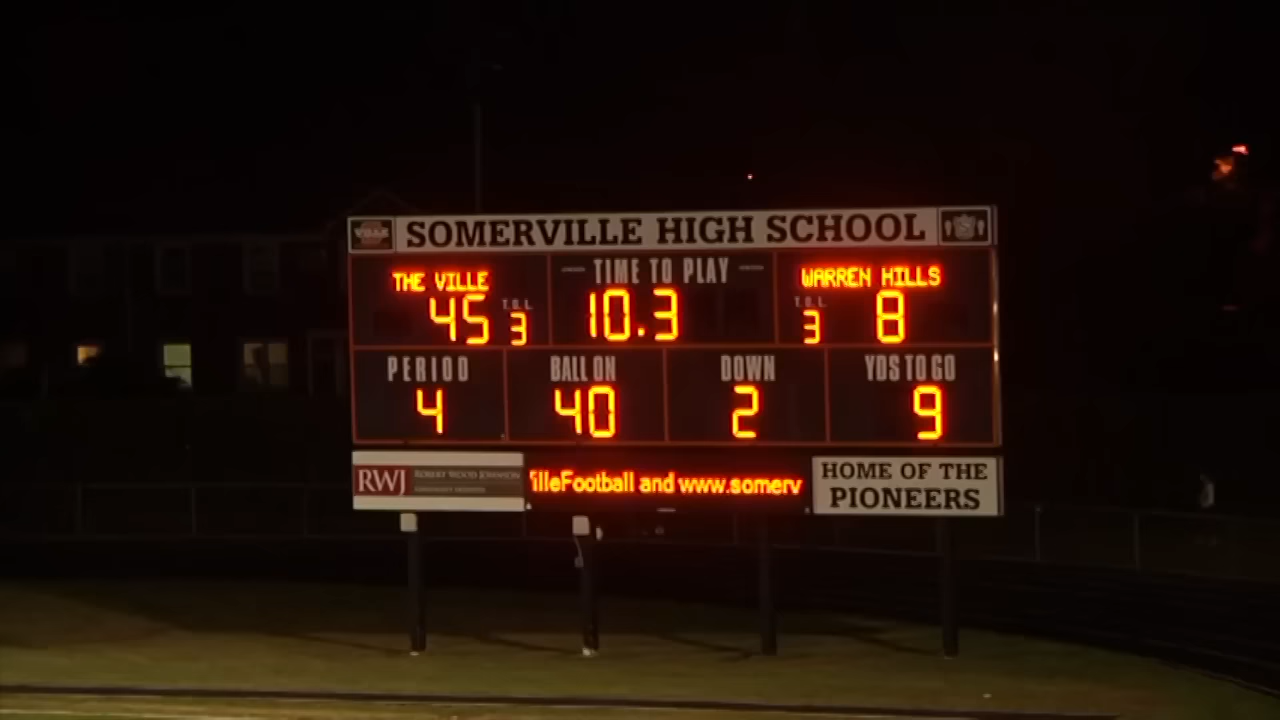 VILLE
SOMERVILLE HIGH SCHOOL
THE VILLE
TIME TO PLAY
WARREN HILLS
45 T.O.L. 3
10.3
T.O.L. 3 8
PERIOD
BALL ON
DOWN
YDS TO GO
4
40
2
9
RWJ ROBERT WOOD JOHNSON
illeFootball and www.somerv
HOME OF THE
PIONEERS